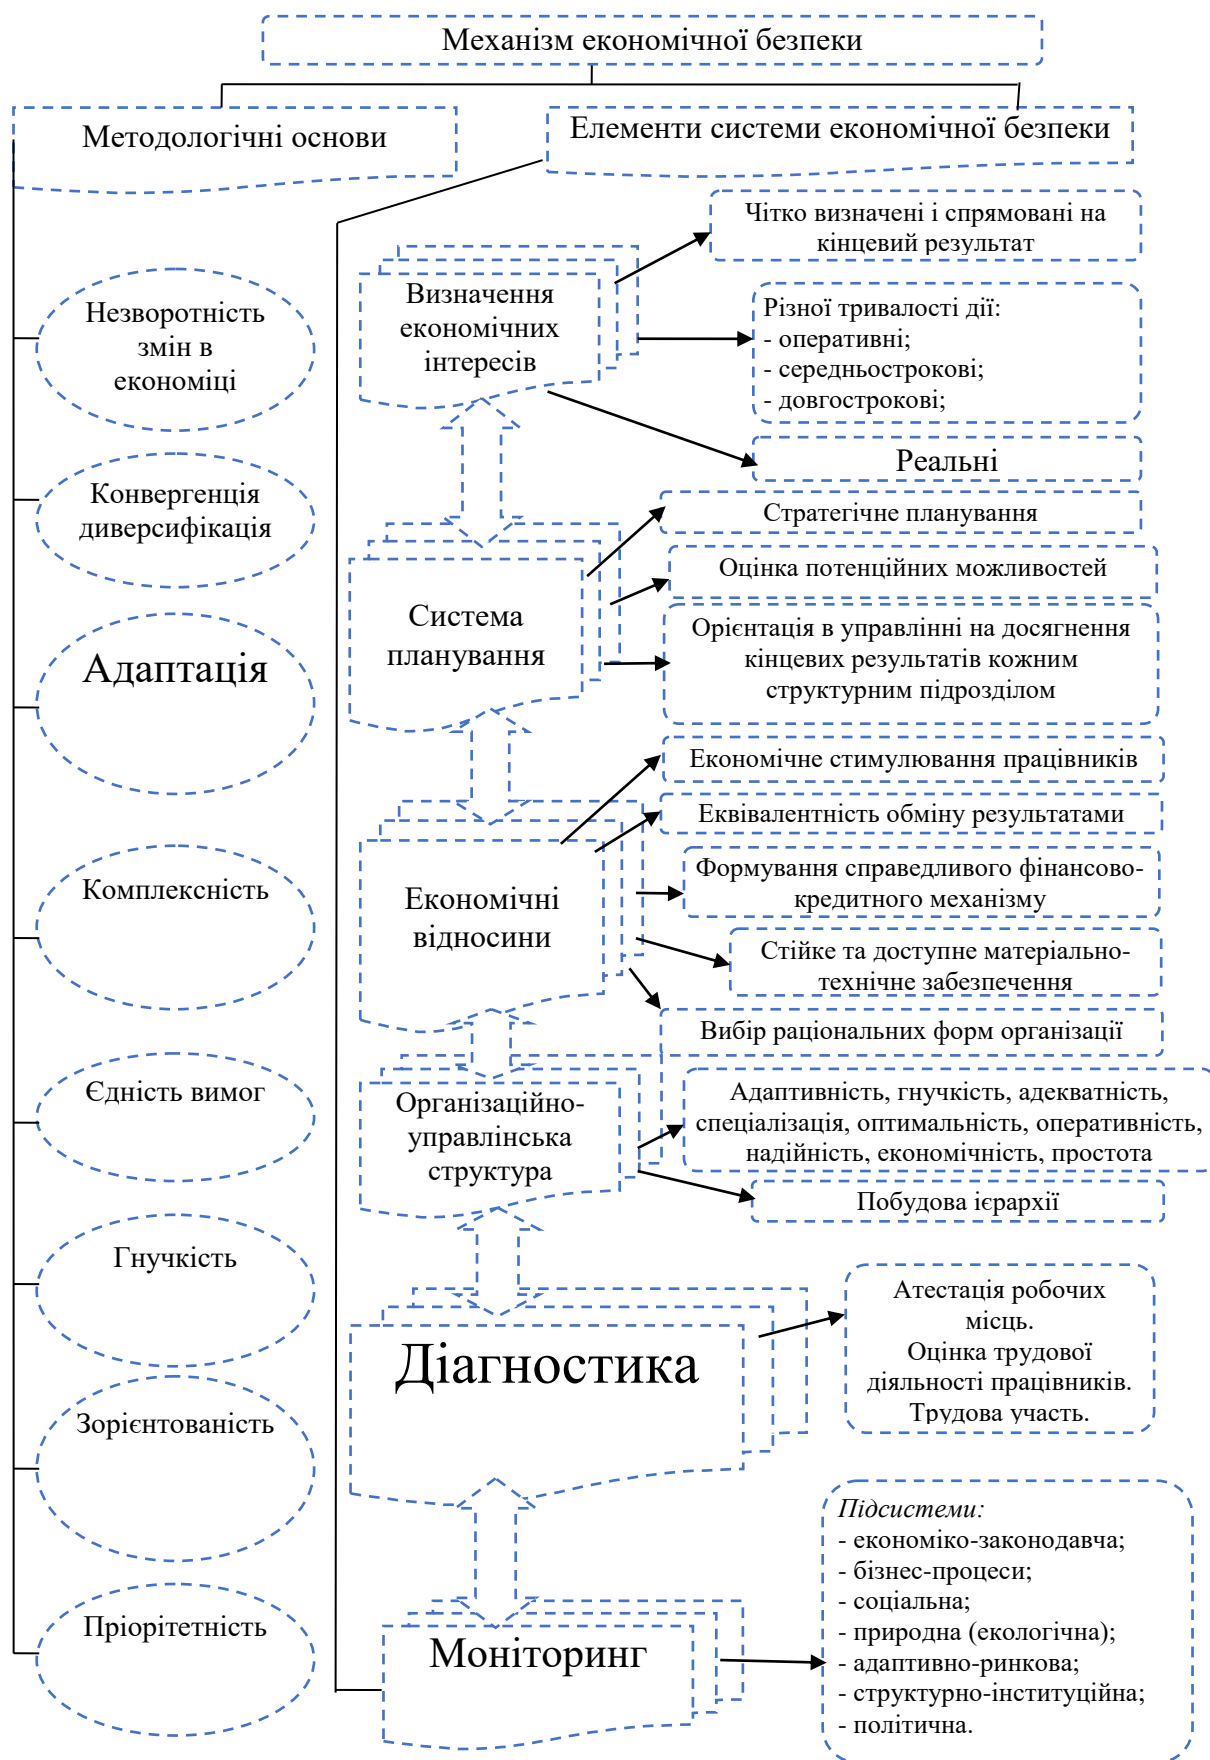 Механізм економічної безпеки
Методологічні основи
Елементи системи економічної безпеки
Незворотність
змін в
економіці
Конвергенція
диверсифікація
Адаптація
Комплексність
Єдність вимог
Гнучкість
Зорієнтованість
Пріорітетність
Визначення
економічних
інтересів
Чітко визначені і спрямовані на
кінцевий результат
Різної тривалості дії:
- оперативні;
- середньострокові;
- довгострокові;
Реальні
Система
планування
Стратегічне планування
Оцінка потенційних можливостей
Орієнтація в управлінні на досягнення
кінцевих результатів кожним
структурним підрозділом
Економічні
відносини
Економічне стимулювання працівників
Еквівалентність обміну результатами
Формування справедливого фінансово-
кредитного механізму
Стійке та доступне матеріально-
технічне забезпечення
Вибір раціональних форм організації
Організаційно-
управлінська
структура
Адаптивність, гнучкість, адекватність,
спеціалізація, оптимальність, оперативність,
надійність, економічність, простота
Побудова ієрархії
Діагностика
Атестація робочих
місць.
Оцінка трудової
діяльності працівників.
Трудова участь.
Моніторинг
Підсистеми:
- економіко-законодавча;
- бізнес-процеси;
- соціальна;
- природна (екологічна);
- адаптивно-ринкова;
- структурно-інституційна;
- політична.